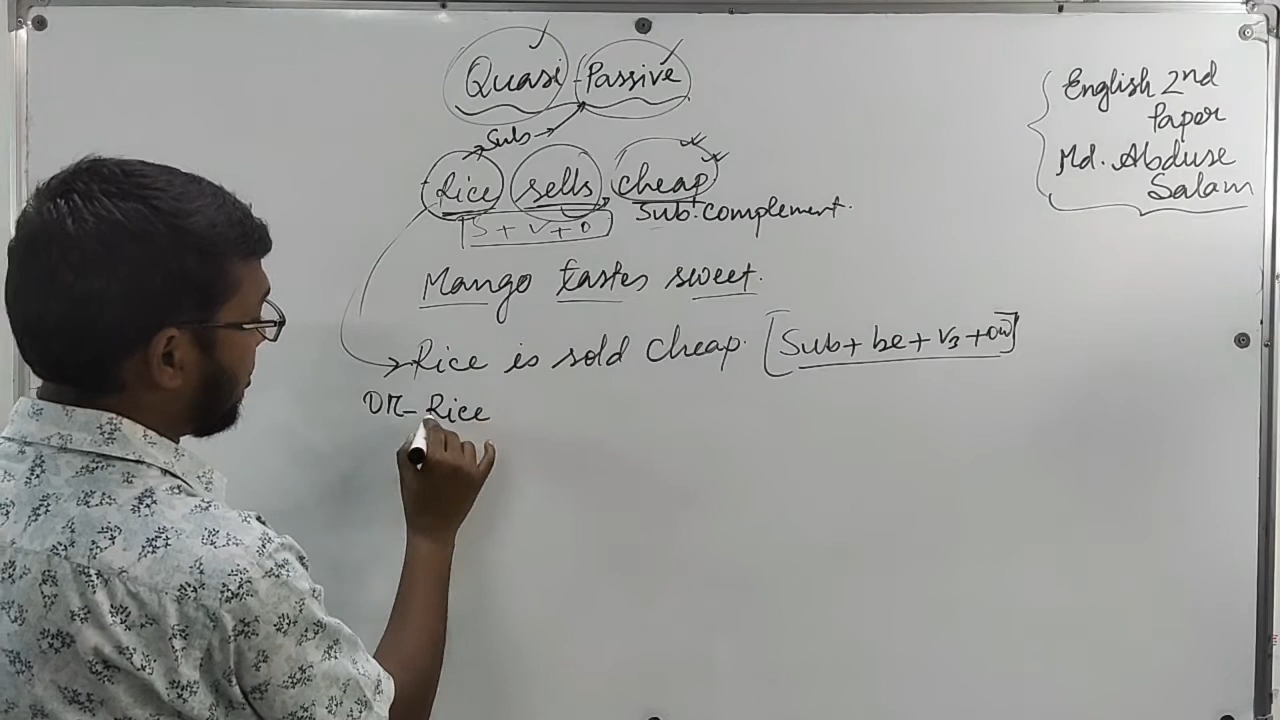 Quasi-Passive
Sub →
Rice sells cheap
Sub. complement.
S + V + O
Mango tastes sweet.
Rice is sold cheap. [Sub + be + V3 + ow]
OR- Rice
English 2nd
Paper
Md. Abduse
Salam